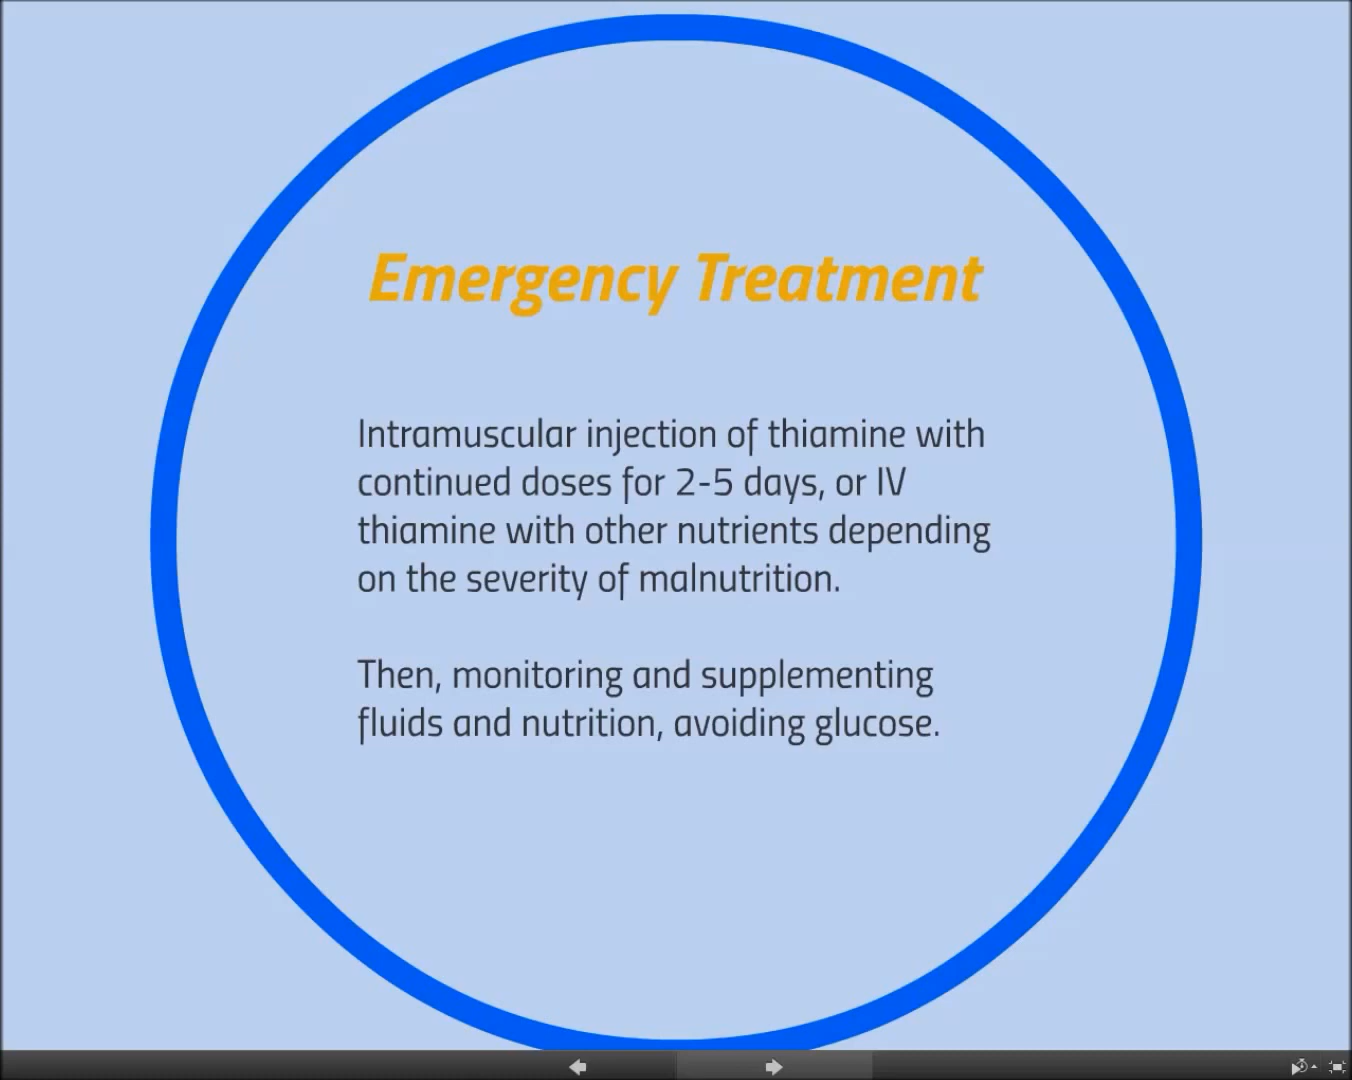 Emergency Treatment
Intramuscular injection of thiamine with
continued doses for 2-5 days, or IV
thiamine with other nutrients depending
on the severity of malnutrition.
Then, monitoring and supplementing
fluids and nutrition, avoiding glucose.